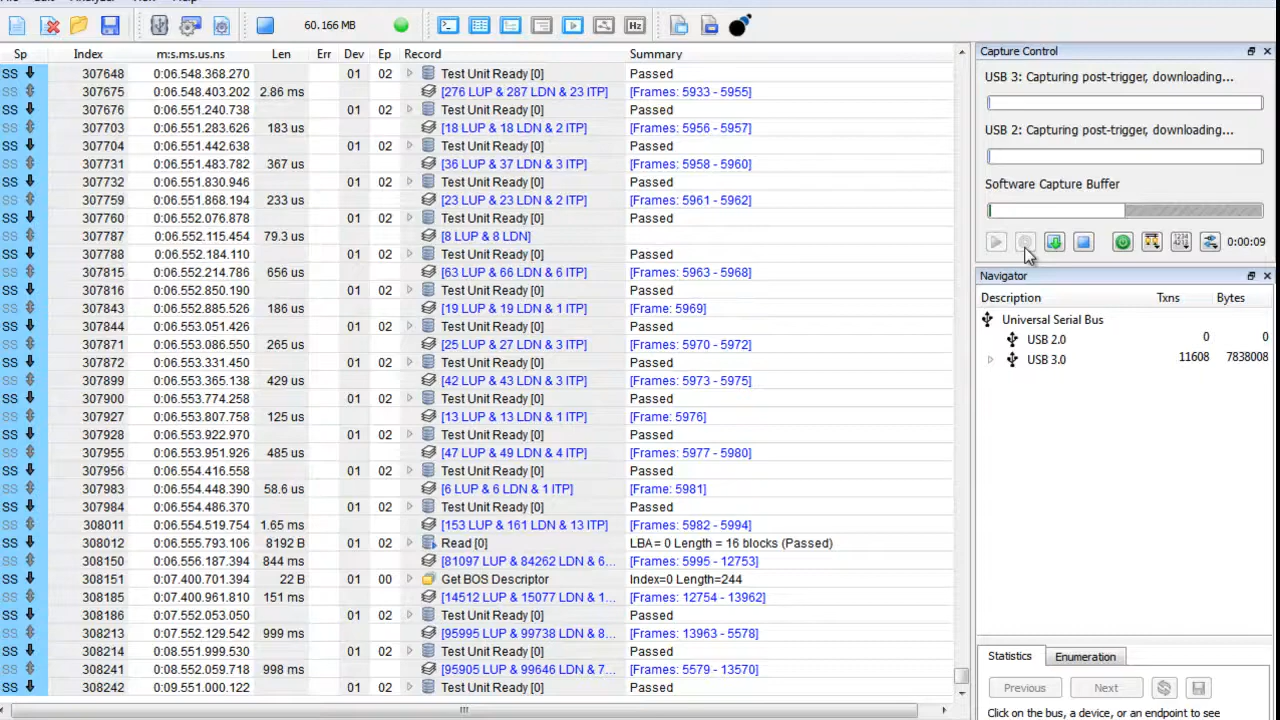 60.166 MB Hz
Sp Index m:s.ms.us.ns Len Err Dev Ep Record Summary
SS 307648 0:06.548.368.270 01 02 Test Unit Ready [0] Passed
SS 307675 0:06.548.403.202 2.86 ms [276 LUP & 287 LDN & 23 ITP] [Frames: 5933 - 5955]
SS 307676 0:06.551.240.738 01 02 Test Unit Ready [0] Passed
SS 307703 0:06.551.283.626 183 us [18 LUP & 18 LDN & 2 ITP] [Frames: 5956 - 5957]
SS 307704 0:06.551.442.638 01 02 Test Unit Ready [0] Passed
SS 307731 0:06.551.483.782 367 us [36 LUP & 37 LDN & 3 ITP] [Frames: 5958 - 5960]
SS 307732 0:06.551.830.946 01 02 Test Unit Ready [0] Passed
SS 307759 0:06.551.868.194 233 us [23 LUP & 23 LDN & 2 ITP] [Frames: 5961 - 5962]
SS 307760 0:06.552.076.878 01 02 Test Unit Ready [0] Passed
SS 307787 0:06.552.115.454 79.3 us [8 LUP & 8 LDN]
SS 307788 0:06.552.184.110 01 02 Test Unit Ready [0] Passed
SS 307815 0:06.552.214.786 656 us [63 LUP & 66 LDN & 6 ITP] [Frames: 5963 - 5968]
SS 307816 0:06.552.850.190 01 02 Test Unit Ready [0] Passed
SS 307843 0:06.552.885.526 186 us [19 LUP & 19 LDN & 1 ITP] [Frame: 5969]
SS 307844 0:06.553.051.426 01 02 Test Unit Ready [0] Passed
SS 307871 0:06.553.086.550 265 us [25 LUP & 27 LDN & 3 ITP] [Frames: 5970 - 5972]
SS 307872 0:06.553.331.450 01 02 Test Unit Ready [0] Passed
SS 307899 0:06.553.365.138 429 us [42 LUP & 43 LDN & 3 ITP] [Frames: 5973 - 5975]
SS 307900 0:06.553.774.258 01 02 Test Unit Ready [0] Passed
SS 307927 0:06.553.807.758 125 us [13 LUP & 13 LDN & 1 ITP] [Frame: 5976]
SS 307928 0:06.553.922.970 01 02 Test Unit Ready [0] Passed
SS 307955 0:06.553.951.926 485 us [47 LUP & 49 LDN & 4 ITP] [Frames: 5977 - 5980]
SS 307956 0:06.554.416.558 01 02 Test Unit Ready [0] Passed
SS 307983 0:06.554.448.390 58.6 us [6 LUP & 6 LDN & 1 ITP] [Frame: 5981]
SS 307984 0:06.554.486.370 01 02 Test Unit Ready [0] Passed
SS 308011 0:06.554.519.754 1.65 ms [153 LUP & 161 LDN & 13 ITP] [Frames: 5982 - 5994]
SS 308012 0:06.555.793.106 8192 B 01 02 Read [0] LBA= 0 Length = 16 blocks (Passed)
SS 308150 0:06.556.187.394 844 ms [81097 LUP & 84262 LDN & 6... [Frames: 5995 - 12753]
SS 308151 0:07.400.701.394 22 B 01 00 Get BOS Descriptor Index=0 Length=244
SS 308185 0:07.400.961.810 151 ms [14512 LUP & 15077 LDN & 1... [Frames: 12754 - 13962]
SS 308186 0:07.552.053.050 01 02 Test Unit Ready [0] Passed
SS 308213 0:07.552.129.542 999 ms [95995 LUP & 99738 LDN & 8... [Frames: 13963 - 5578]
SS 308214 0:08.551.999.530 01 02 Test Unit Ready [0] Passed
SS 308241 0:08.552.059.718 998 ms [95905 LUP & 99646 LDN & 7... [Frames: 5579 - 13570]
SS 308242 0:09.551.000.122 01 02 Test Unit Ready [0] Passed
Capture Control
USB 3: Capturing post-trigger, downloading...
USB 2: Capturing post-trigger, downloading...
Software Capture Buffer
0:00:09
Navigator
Description Txns Bytes
Universal Serial Bus
USB 2.0 0 0
USB 3.0 11608 7838008
Statistics Enumeration
Previous Next
Click on the bus, a device, or an endpoint to see